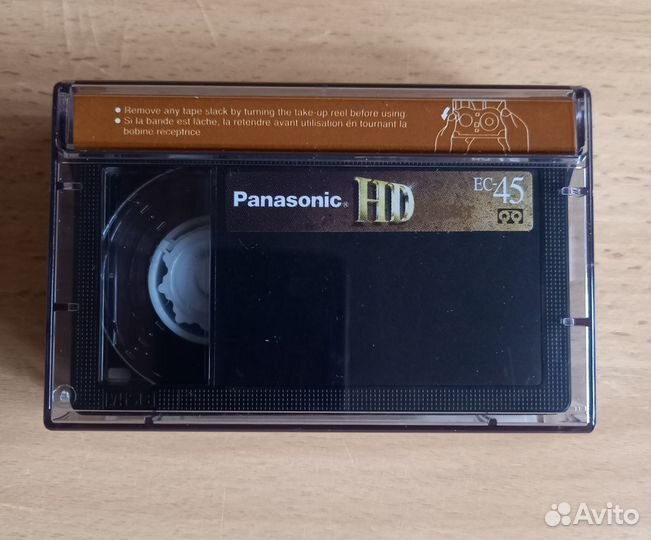 ● Remove any tape slack by turning the take-up reel before using.
● Si la bande est lâche, la retendre avant utilisation en tournant la
bobine réceptrice.
Panasonic® HD EC-45
Avito